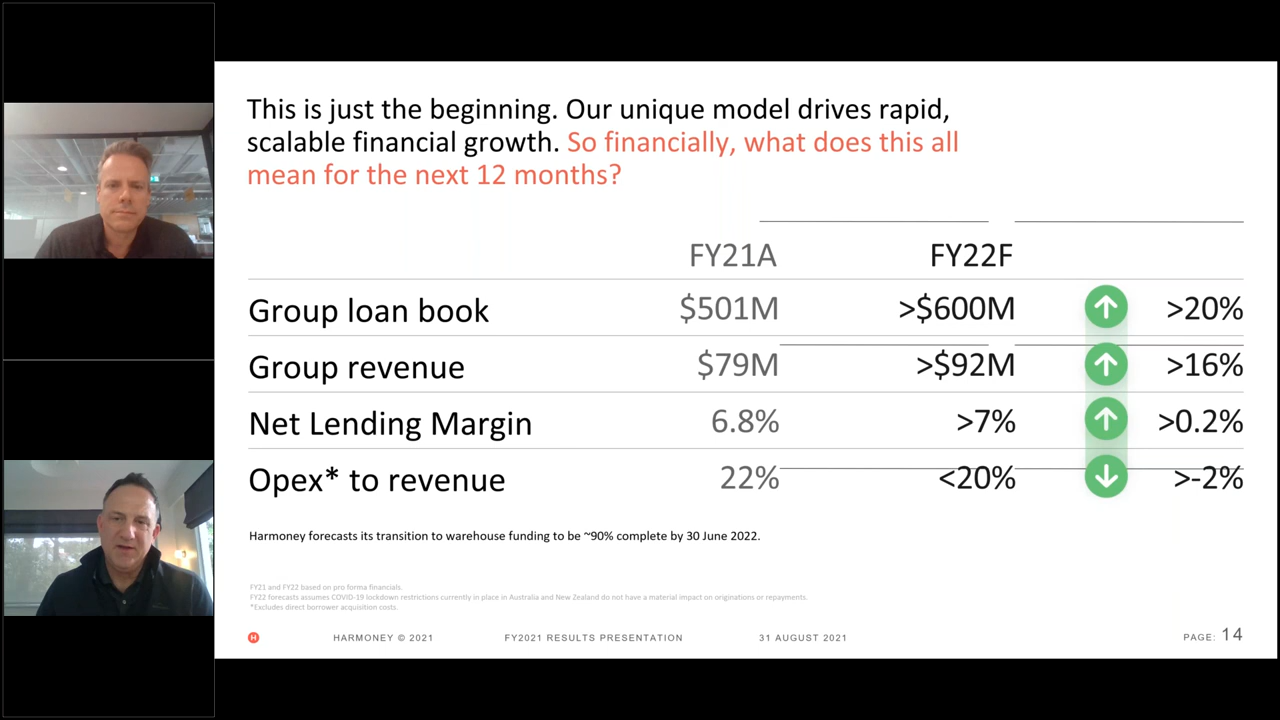 This is just the beginning. Our unique model drives rapid,
scalable financial growth. So financially, what does this all
mean for the next 12 months?
FY21A FY22F
Group loan book $501M >$600M >20%
Group revenue $79M >$92M >16%
Net Lending Margin 6.8% >7% >0.2%
Opex* to revenue 22% <20% >-2%
Harmoney forecasts its transition to warehouse funding to be ~90% complete by 30 June 2022.
FY21 and FY22 based on pro forma financials.
FY22 forecasts assumes COVID-19 lockdown restrictions currently in place in Australia and New Zealand do not have a material impact on originations or repayments.
*Excludes direct borrower acquisition costs.
H HARMONEY © 2021 FY2021 RESULTS PRESENTATION 31 AUGUST 2021 PAGE: 14